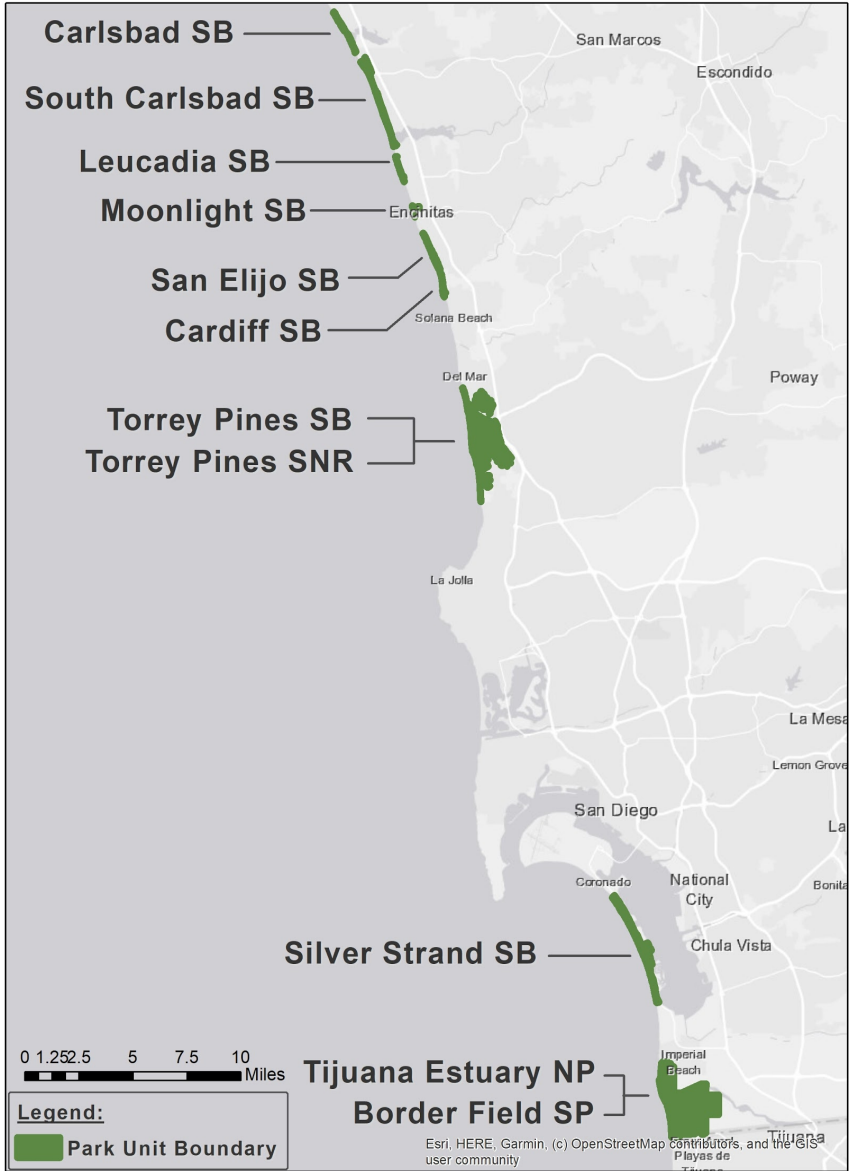 Carlsbad SB
San Marcos
Escondido
South Carlsbad SB
Leucadia SB
Moonlight SB
Encinitas
San Elijo SB
Cardiff SB
Solana Beach
Del Mar
Poway
Torrey Pines SB
Torrey Pines SNR
La Jolla
La Mesa
Lemon Grove
San Diego
La
Coronado
National
City
Bonita
Silver Strand SB
Chula Vista
0 1.25 2.5 5 7.5 10
Miles
Imperial
Beach
Tijuana Estuary NP
Border Field SP
Legend:
Park Unit Boundary
Tijuana
Esri, HERE, Garmin, (c) OpenStreetMap contributors, and the GIS
user community
Playas de
Tijuana